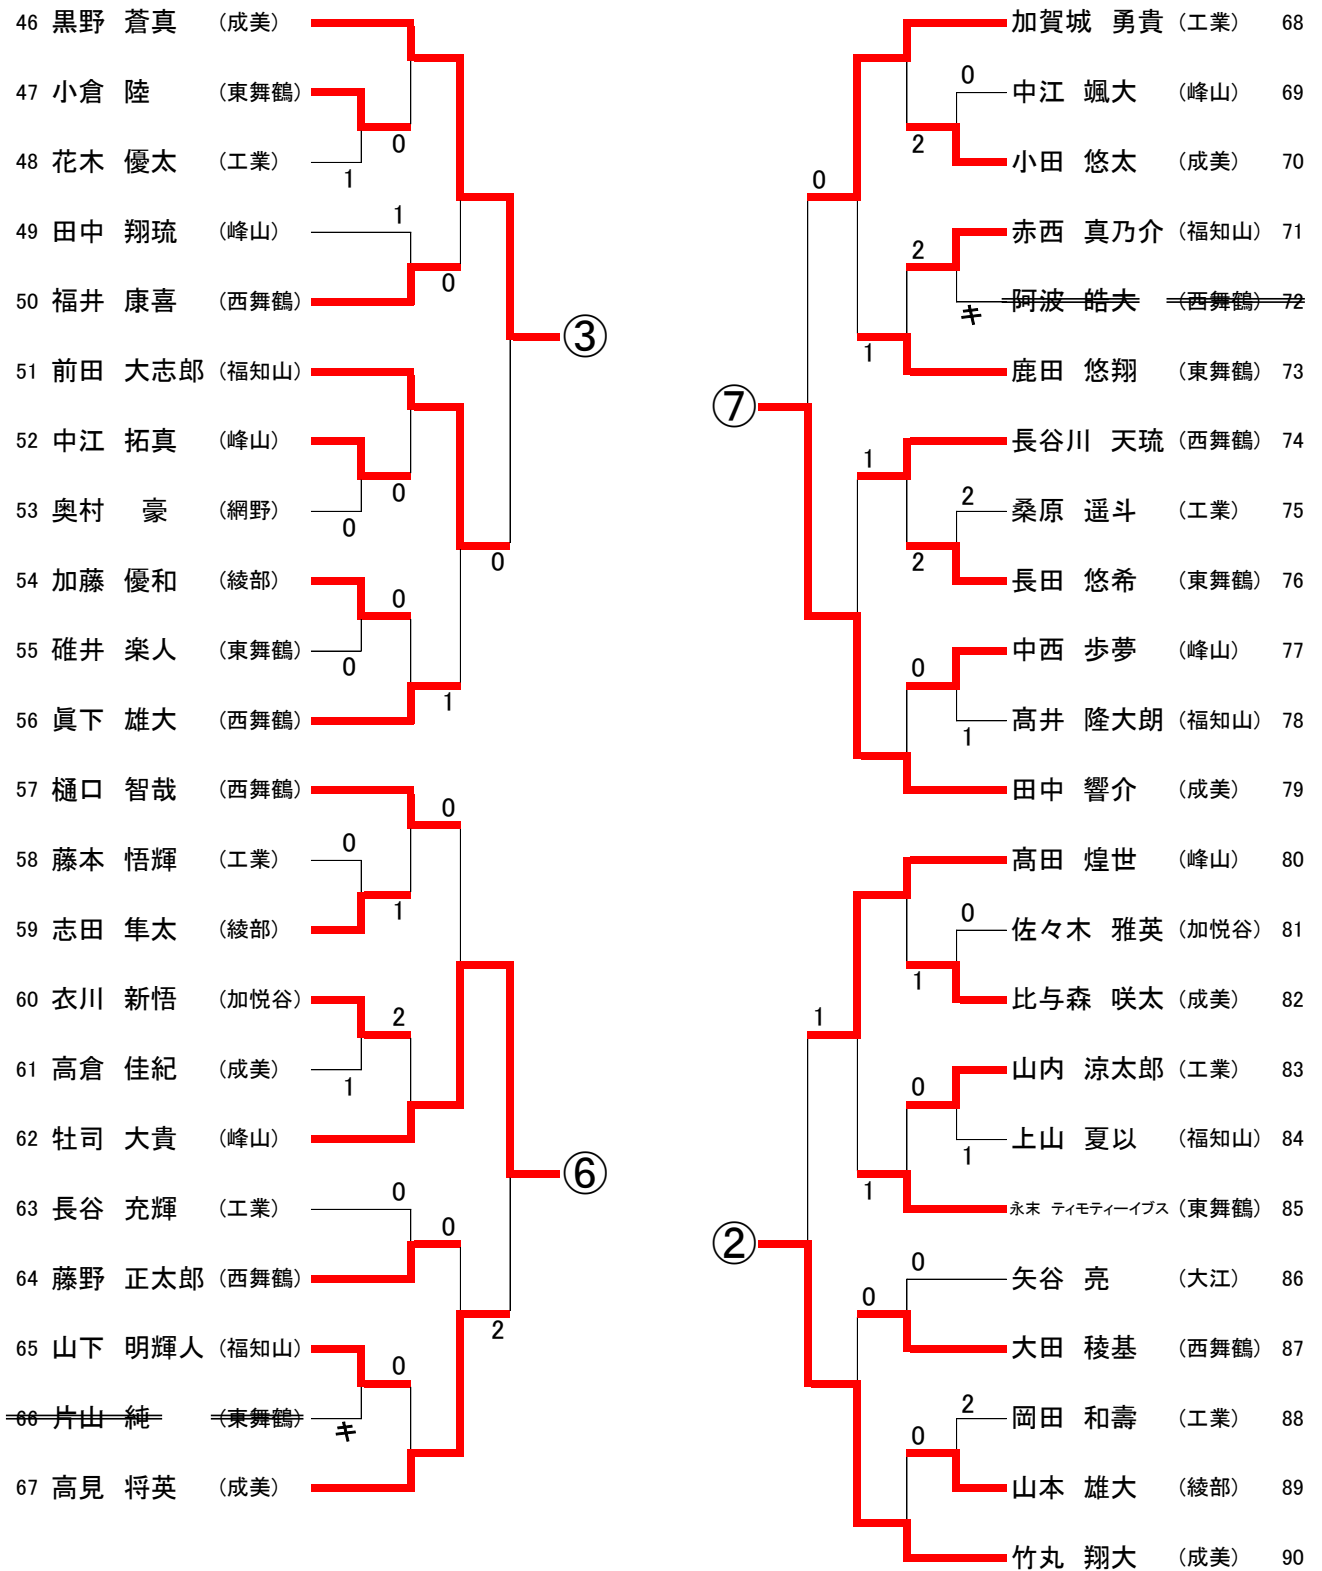 46 黒野 蒼真 (成美)
47 小倉 陸 (東舞鶴)
0
48 花木 優太 (工業)
1
1
49 田中 翔琉 (峰山)
0
50 福井 康喜 (西舞鶴)
③
51 前田 大志郎 (福知山)
52 中江 拓真 (峰山)
0
53 奥村 豪 (網野)
0
0
54 加藤 優和 (綾部)
0
55 碓井 楽人 (東舞鶴)
0
1
56 眞下 雄大 (西舞鶴)
57 樋口 智哉 (西舞鶴)
0
0
58 藤本 悟輝 (工業)
1
59 志田 隼太 (綾部)
60 衣川 新悟 (加悦谷)
2
61 高倉 佳紀 (成美)
1
62 牡司 大貴 (峰山)
⑥
0
63 長谷 充輝 (工業)
0
64 藤野 正太郎 (西舞鶴)
2
65 山下 明輝人 (福知山)
0
66 片山 純 (東舞鶴)
キ
67 高見 将英 (成美)
加賀城 勇貴 (工業) 68
0
中江 颯大 (峰山) 69
2
小田 悠太 (成美) 70
0
赤西 真乃介 (福知山) 71
2
阿波 皓大 (西舞鶴) 72
キ
1
鹿田 悠翔 (東舞鶴) 73
⑦
長谷川 天琉 (西舞鶴) 74
1
2
桑原 遥斗 (工業) 75
2
長田 悠希 (東舞鶴) 76
中西 歩夢 (峰山) 77
0
髙井 隆大朗 (福知山) 78
1
田中 響介 (成美) 79
髙田 煌世 (峰山) 80
0
佐々木 雅英 (加悦谷) 81
1
比与森 咲太 (成美) 82
1
山内 涼太郎 (工業) 83
0
上山 夏以 (福知山) 84
1
1
永末 ティモティーイブス (東舞鶴) 85
②
0
矢谷 亮 (大江) 86
0
大田 稜基 (西舞鶴) 87
2
岡田 和壽 (工業) 88
0
山本 雄大 (綾部) 89
竹丸 翔大 (成美) 90